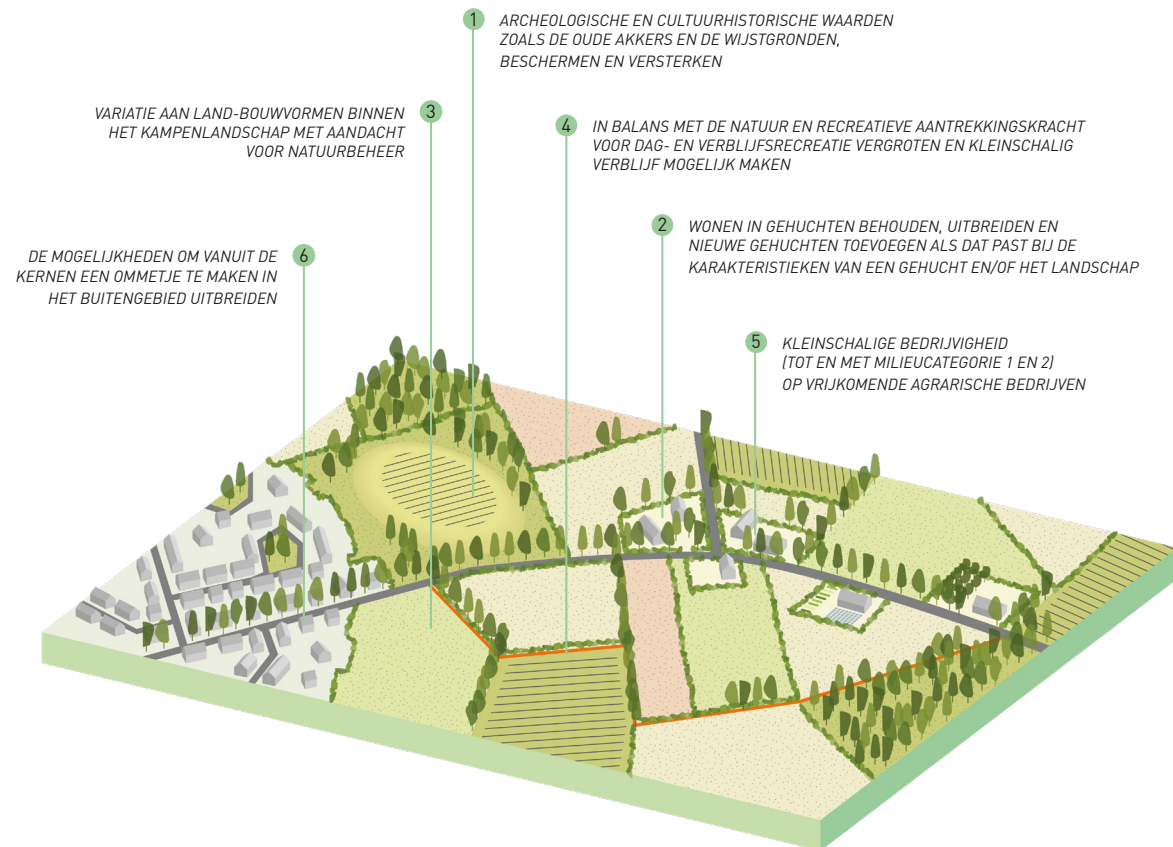 1
ARCHEOLOGISCHE EN CULTUURHISTORISCHE WAARDEN
ZOALS DE OUDE AKKERS EN DE WIJSTGRONDEN,
BESCHERMEN EN VERSTERKEN
3
VARIATIE AAN LAND-BOUWVORMEN BINNEN
HET KAMPENLANDSCHAP MET AANDACHT
VOOR NATUURBEHEER
4
IN BALANS MET DE NATUUR EN RECREATIEVE AANTREKKINGSKRACHT
VOOR DAG- EN VERBLIJFSRECREATIE VERGROTEN EN KLEINSCHALIG
VERBLIJF MOGELIJK MAKEN
2
WONEN IN GEHUCHTEN BEHOUDEN, UITBREIDEN EN
NIEUWE GEHUCHTEN TOEVOEGEN ALS DAT PAST BIJ DE
KARAKTERISTIEKEN VAN EEN GEHUCHT EN/OF HET LANDSCHAP
6
DE MOGELIJKHEDEN OM VANUIT DE
KERNEN EEN OMMETJE TE MAKEN IN
HET BUITENGEBIED UITBREIDEN
5
KLEINSCHALIGE BEDRIJVIGHEID
(TOT EN MET MILIEUCATEGORIE 1 EN 2)
OP VRIJKOMENDE AGRARISCHE BEDRIJVEN